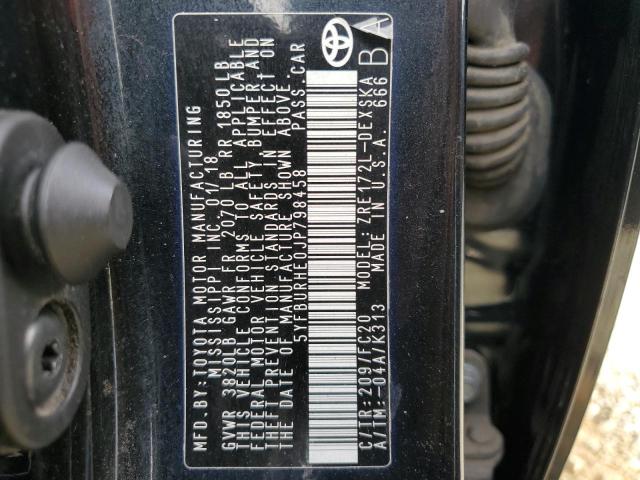 MFD.BY:TOYOTA MOTOR MANUFACTURING
MISSISSIPPI INC. 01/18
GVWR 3820LB GAWR FR 2070 LB RR 1850LB
THIS VEHICLE CONFORMS TO ALL APPLICABLE
FEDERAL MOTOR VEHICLE SAFETY BUMPER AND
THEFT PREVENTION STANDARDS IN EFFECT ON
THE DATE OF MANUFACTURE SHOWN ABOVE.
5YFBURHE0JP798458 PASS.CAR
C/TR:209/FC20 MODEL:ZRE172L-DEXSKA
A/TM:-04A/K313 MADE IN U.S.A. 666
A
B